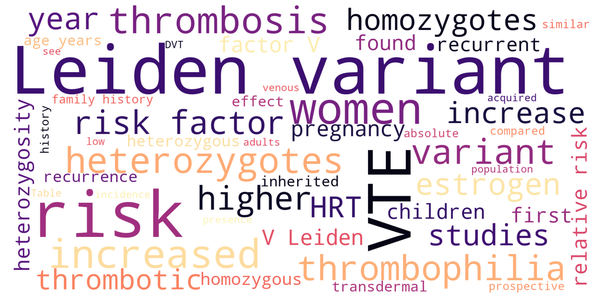 year thrombosis homozygotes similar
age years DVT factor V found recurrent
see
Leiden variant
family history effect venous acquired
women increase
risk factor pregnancy absolute compared
history low heterozygous adults
heterozygosity
heterozygotes VTE variant
population
recurrence inherited estrogen
Table incidence
risk higher HRT children first
presence
V Leiden studies
relative risk
increased thrombophilia
thrombotic homozygous transdermal prospective